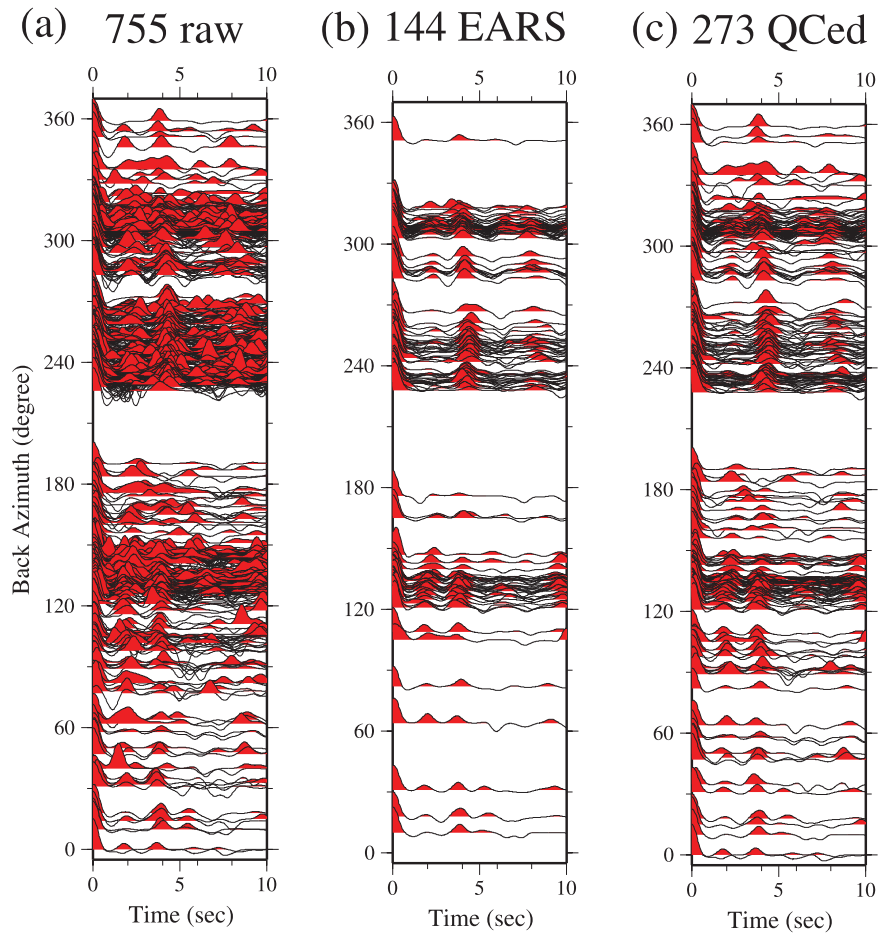 (a) 755 raw (b) 144 EARS (c) 273 QCed
0 5 10 0 5 10 0 5 10
360 360 360
300 300 300
240 240 240
180 180 180
120 120 120
60 60 60
0 0 0
Back Azimuth (degree)
0 5 10 0 5 10 0 5 10
Time (sec) Time (sec) Time (sec)